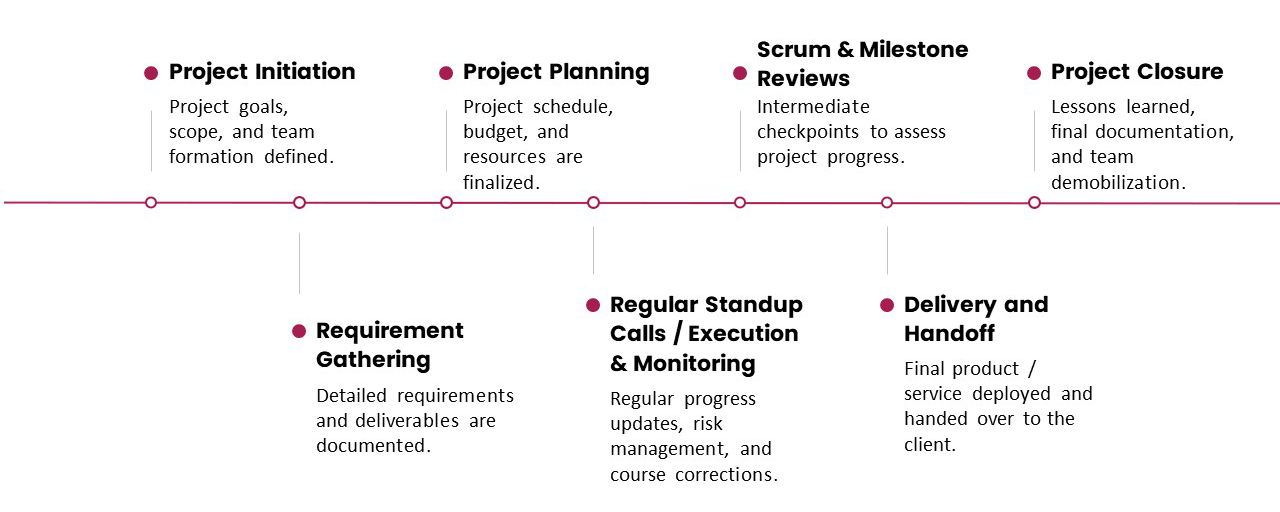 Project Initiation
Project goals,
scope, and team
formation defined.
Requirement
Gathering
Detailed requirements
and deliverables are
documented.
Project Planning
Project schedule,
budget, and
resources are
finalized.
Regular Standup
Calls / Execution
& Monitoring
Regular progress
updates, risk
management, and
course corrections.
Scrum & Milestone
Reviews
Intermediate
checkpoints to assess
project progress.
Delivery and
Handoff
Final product /
service deployed and
handed over to the
client.
Project Closure
Lessons learned,
final documentation,
and team
demobilization.